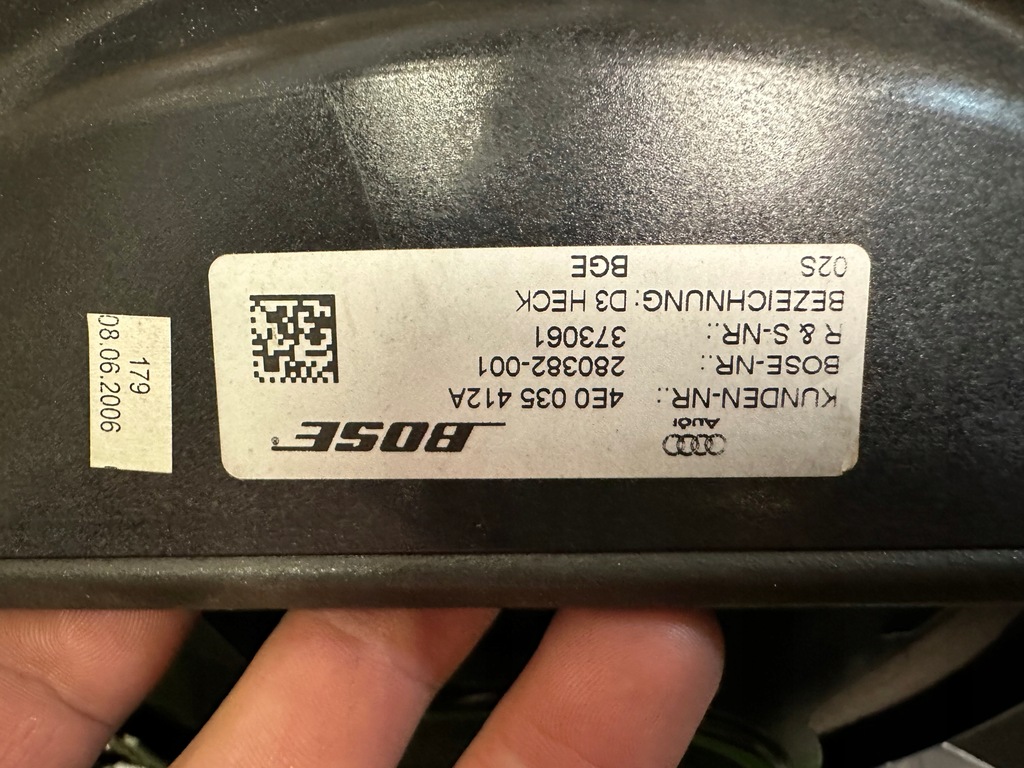 Audi
BOSE®
KUNDEN-NR.: 4E0 035 412A
BOSE-NR.: 280382-001
R & S-NR.: 373061
BEZEICHNUNG: D3 HECK
02S BGE
179
08.06.2006